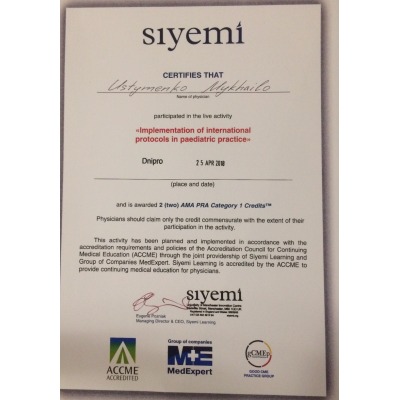 siyemi
CERTIFIES THAT
Ustymenko Mykhailo
Name of physician
participated in the live activity
«Implementation of international
protocols in paediatric practice»
Dnipro 25 APR 2018
(place and date)
and is awarded 2 (two) AMA PRA Category 1 Credits™
Physicians should claim only the credit commensurate with the extent of their
participation in the activity.
This activity has been planned and implemented in accordance with the
accreditation requirements and policies of the Accreditation Council for Continuing
Medical Education (ACCME) through the joint providership of Siyemi Learning and
Group of Companies MedExpert. Siyemi Learning is accredited by the ACCME to
provide continuing medical education for physicians.
siyemi
Managing Director & CEO, Siyemi Learning
ACCME
ACCREDITED
Group of companies
ME
MedExpert
gCMEp
GOOD CME
PRACTICE GROUP